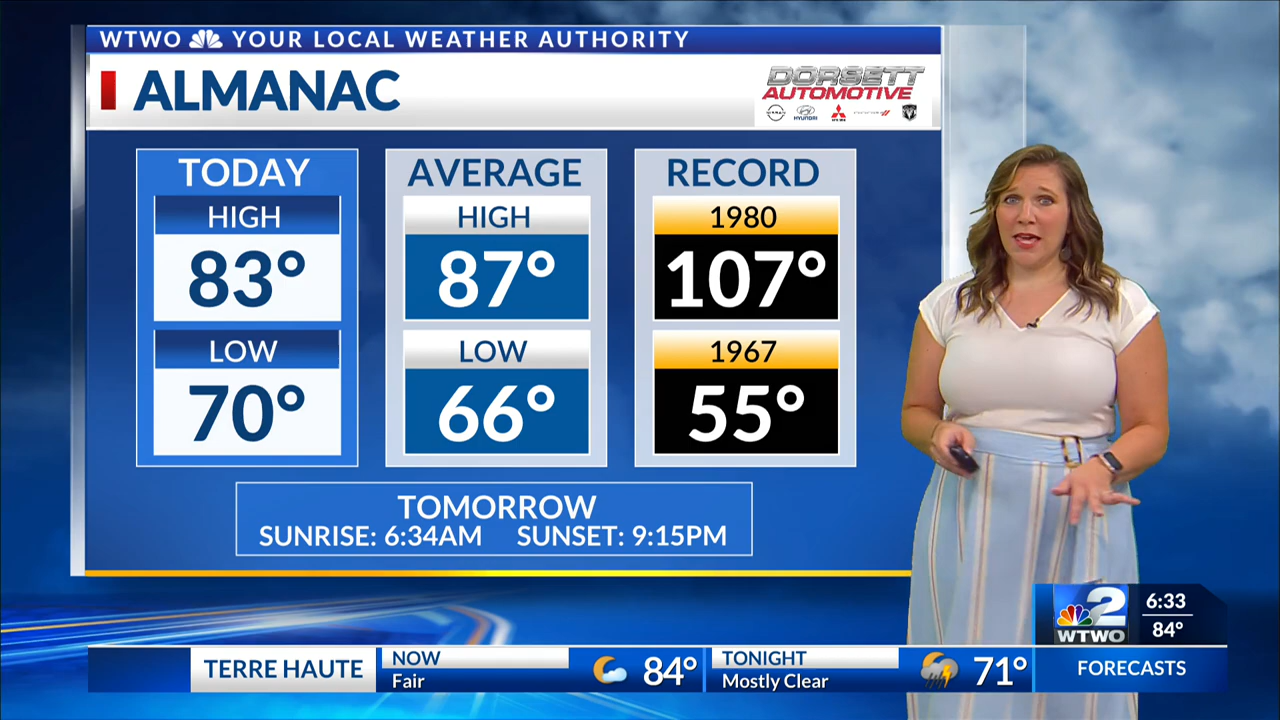 WTWO YOUR LOCAL WEATHER AUTHORITY
ALMANAC
DORSETT
AUTOMOTIVE
HYUNDAI
TODAY
HIGH
83°
LOW
70°
AVERAGE
HIGH
87°
LOW
66°
RECORD
1980
107°
1967
55°
TOMORROW
SUNRISE: 6:34AM SUNSET: 9:15PM
2
WTWO
6:33
84°
TERRE HAUTE
NOW
Fair
84°
TONIGHT
Mostly Clear
71°
FORECASTS